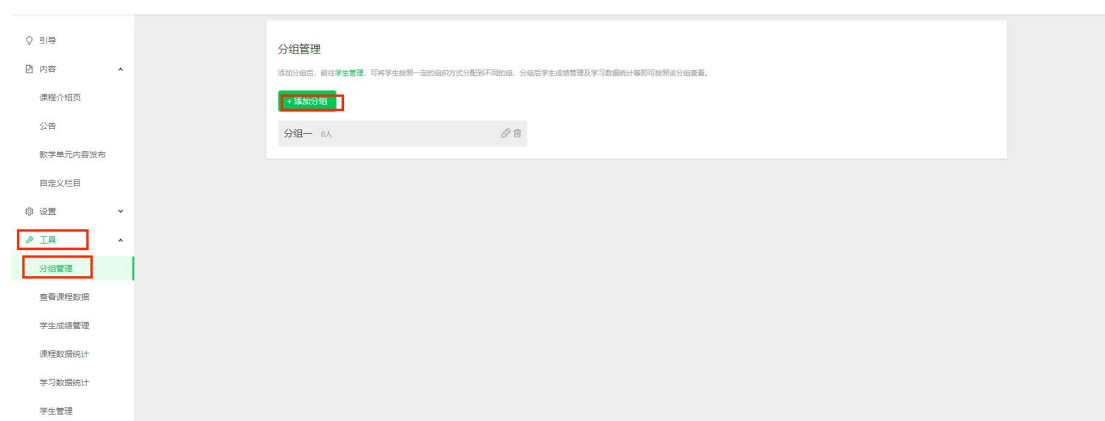 引导
内容
课程介绍页
公告
教学单元内容发布
自定义栏目
设置
工具
分组管理
查看课程数据
学生成绩管理
课程数据统计
学习数据统计
学生管理
分组管理
添加分组后，前往学生管理，可将学生按照一定的组织方式分配到不同的组，分组后学生成绩管理及学习数据统计等即可按照该分组查看。
+ 添加分组
分组一 0人